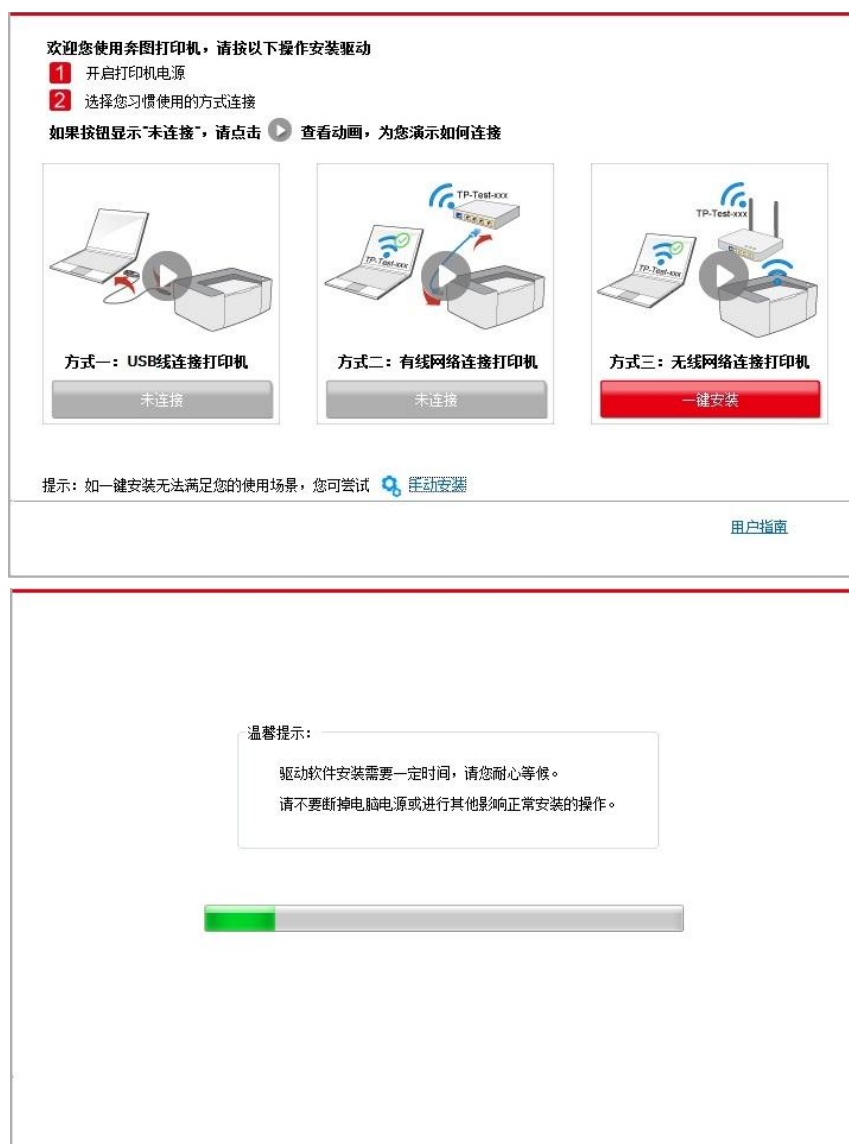 欢迎您使用奔图打印机，请按以下操作安装驱动
1 开启打印机电源
2 选择您习惯使用的方式连接
如果按钮显示"未连接"，请点击 查看动画，为您演示如何连接
TP-Test-xxx
TP-Test-xxx
TP-Test-xxx
TP-Test-xxx
方式一：USB线连接打印机
方式二：有线网络连接打印机
方式三：无线网络连接打印机
未连接
未连接
一键安装
提示：如一键安装无法满足您的使用场景，您可尝试 手动安装
用户指南
温馨提示：
驱动软件安装需要一定时间，请您耐心等候。
请不要断掉电脑电源或进行其他影响正常安装的操作。